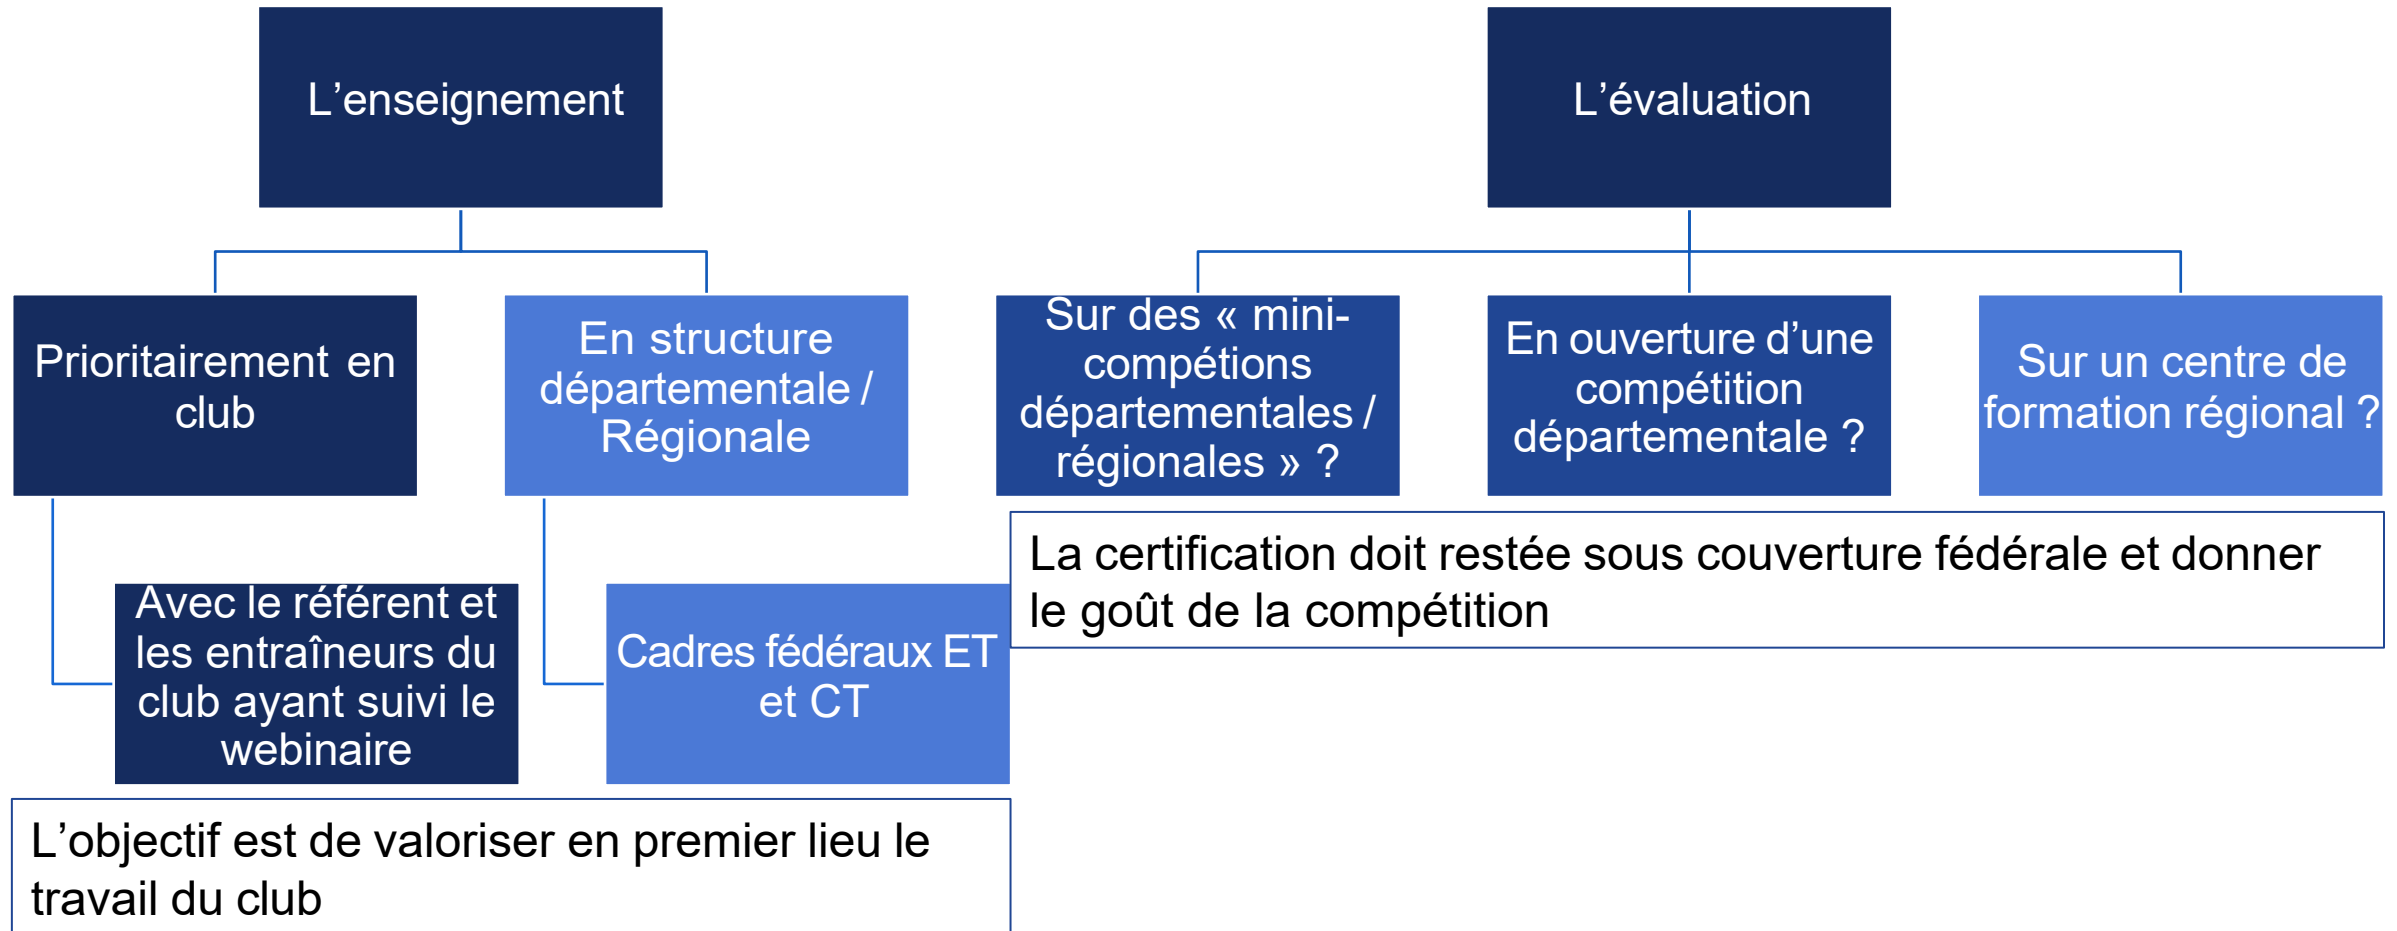 L’enseignement
Prioritairement en
club
Avec le référent et
les entraîneurs du
club ayant suivi le
webinaire
En structure
départementale /
Régionale
Cadres fédéraux ET
et CT
L’objectif est de valoriser en premier lieu le
travail du club
L’évaluation
Sur des « mini-
compétions
départementales /
régionales » ?
En ouverture d’une
compétition
départementale ?
Sur un centre de
formation régional ?
La certification doit restée sous couverture fédérale et donner
le goût de la compétition